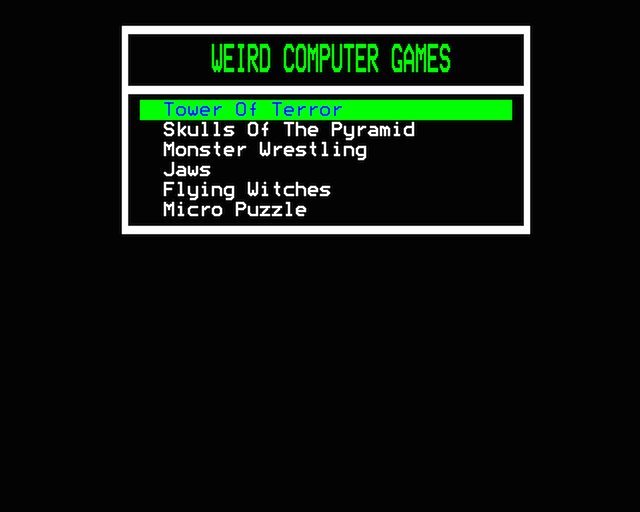 WEIRD COMPUTER GAMES
Tower Of Terror
Skulls Of The Pyramid
Monster Wrestling
Jaws
Flying Witches
Micro Puzzle